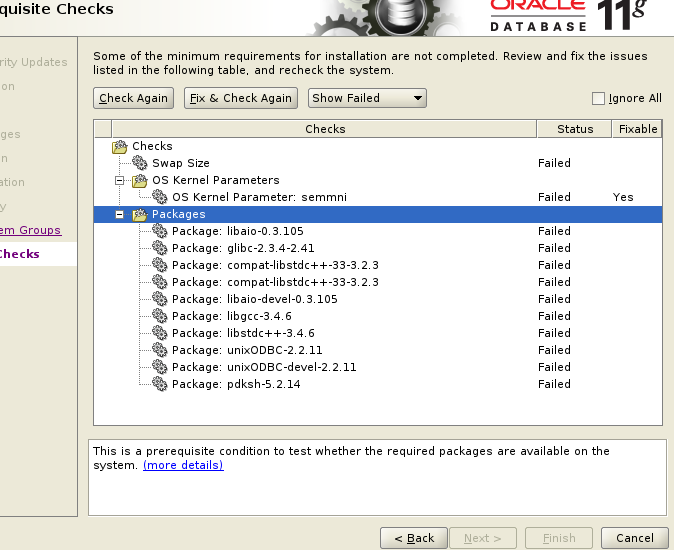 quisite Checks
ORACLE
DATABASE 11g
rity Updates
on
ges
n
ation
y
em Groups
Checks
Some of the minimum requirements for installation are not completed. Review and fix the issues
listed in the following table, and recheck the system.
Check Again Fix & Check Again Show Failed Ignore All
Checks Status Fixable
Checks
Swap Size Failed
OS Kernel Parameters
OS Kernel Parameter: semmni Failed Yes
Packages
Package: libaio-0.3.105 Failed
Package: glibc-2.3.4-2.41 Failed
Package: compat-libstdc++-33-3.2.3 Failed
Package: compat-libstdc++-33-3.2.3 Failed
Package: libaio-devel-0.3.105 Failed
Package: libgcc-3.4.6 Failed
Package: libstdc++-3.4.6 Failed
Package: unixODBC-2.2.11 Failed
Package: unixODBC-devel-2.2.11 Failed
Package: pdksh-5.2.14 Failed
This is a prerequisite condition to test whether the required packages are available on the
system. (more details)
< Back Next > Finish Cancel